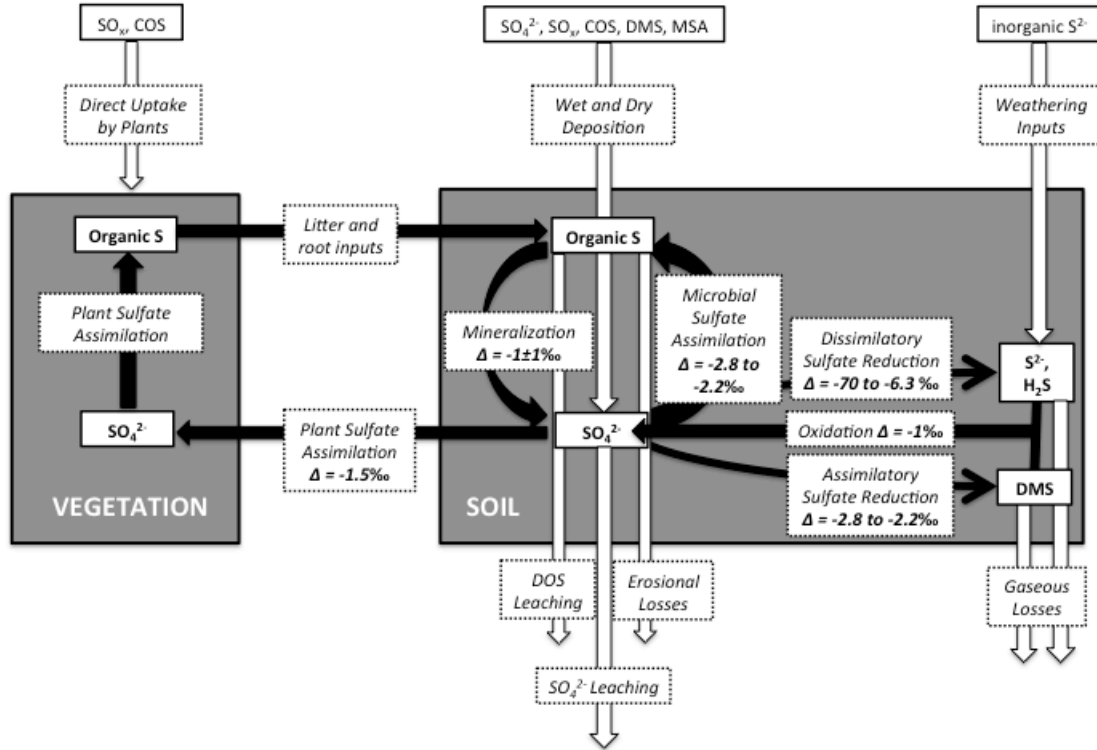 SOₓ, COS
SO₄²⁻, SOₓ, COS, DMS, MSA
inorganic S²⁻
Direct Uptake
by Plants
Wet and Dry
Deposition
Weathering
Inputs
Organic S
Litter and
root inputs
Organic S
Plant Sulfate
Assimilation
Mineralization
Δ = -1±1‰
Microbial
Sulfate
Assimilation
Δ = -2.8 to
-2.2‰
Dissimilatory
Sulfate Reduction
Δ = -70 to -6.3 ‰
S²⁻,
H₂S
SO₄²⁻
Plant Sulfate
Assimilation
Δ = -1.5‰
SO₄²⁻
Oxidation Δ = -1‰
Assimilatory
Sulfate Reduction
Δ = -2.8 to -2.2‰
DMS
VEGETATION
SOIL
DOS
Leaching
Erosional
Losses
Gaseous
Losses
SO₄²⁻ Leaching